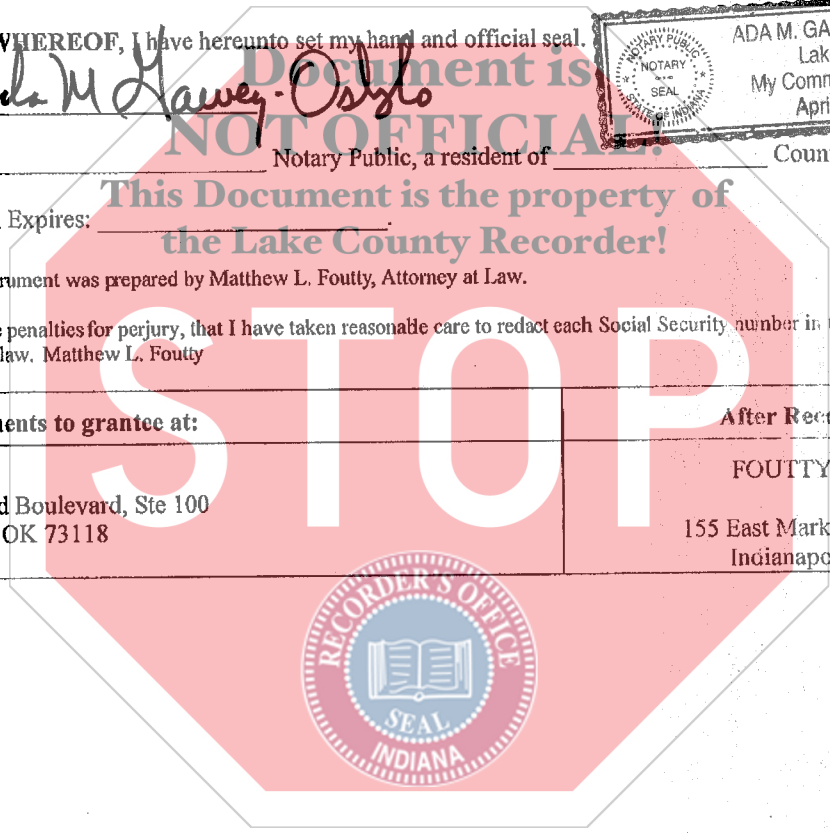 WHEREOF, I have hereunto set my hand and official seal.
Document is
NOT OFFICIAL!
This Document is the property of
the Lake County Recorder!
NOTARY PUBLIC
NOTARY
SEAL
STATE OF INDIANA
ADA M. GA
Lak
My Comm
Apri
Notary Public, a resident of Coun
Expires:
rument was prepared by Matthew L. Foutty, Attorney at Law.
e penalties for perjury, that I have taken reasonable care to redact each Social Security number in
law. Matthew L. Foutty
STOP
ents to grantee at:
After Rec
d Boulevard, Ste 100
OK 73118
FOUTTY
155 East Mark
Indianapo
RECORDER'S OFFICE
SEAL
INDIANA